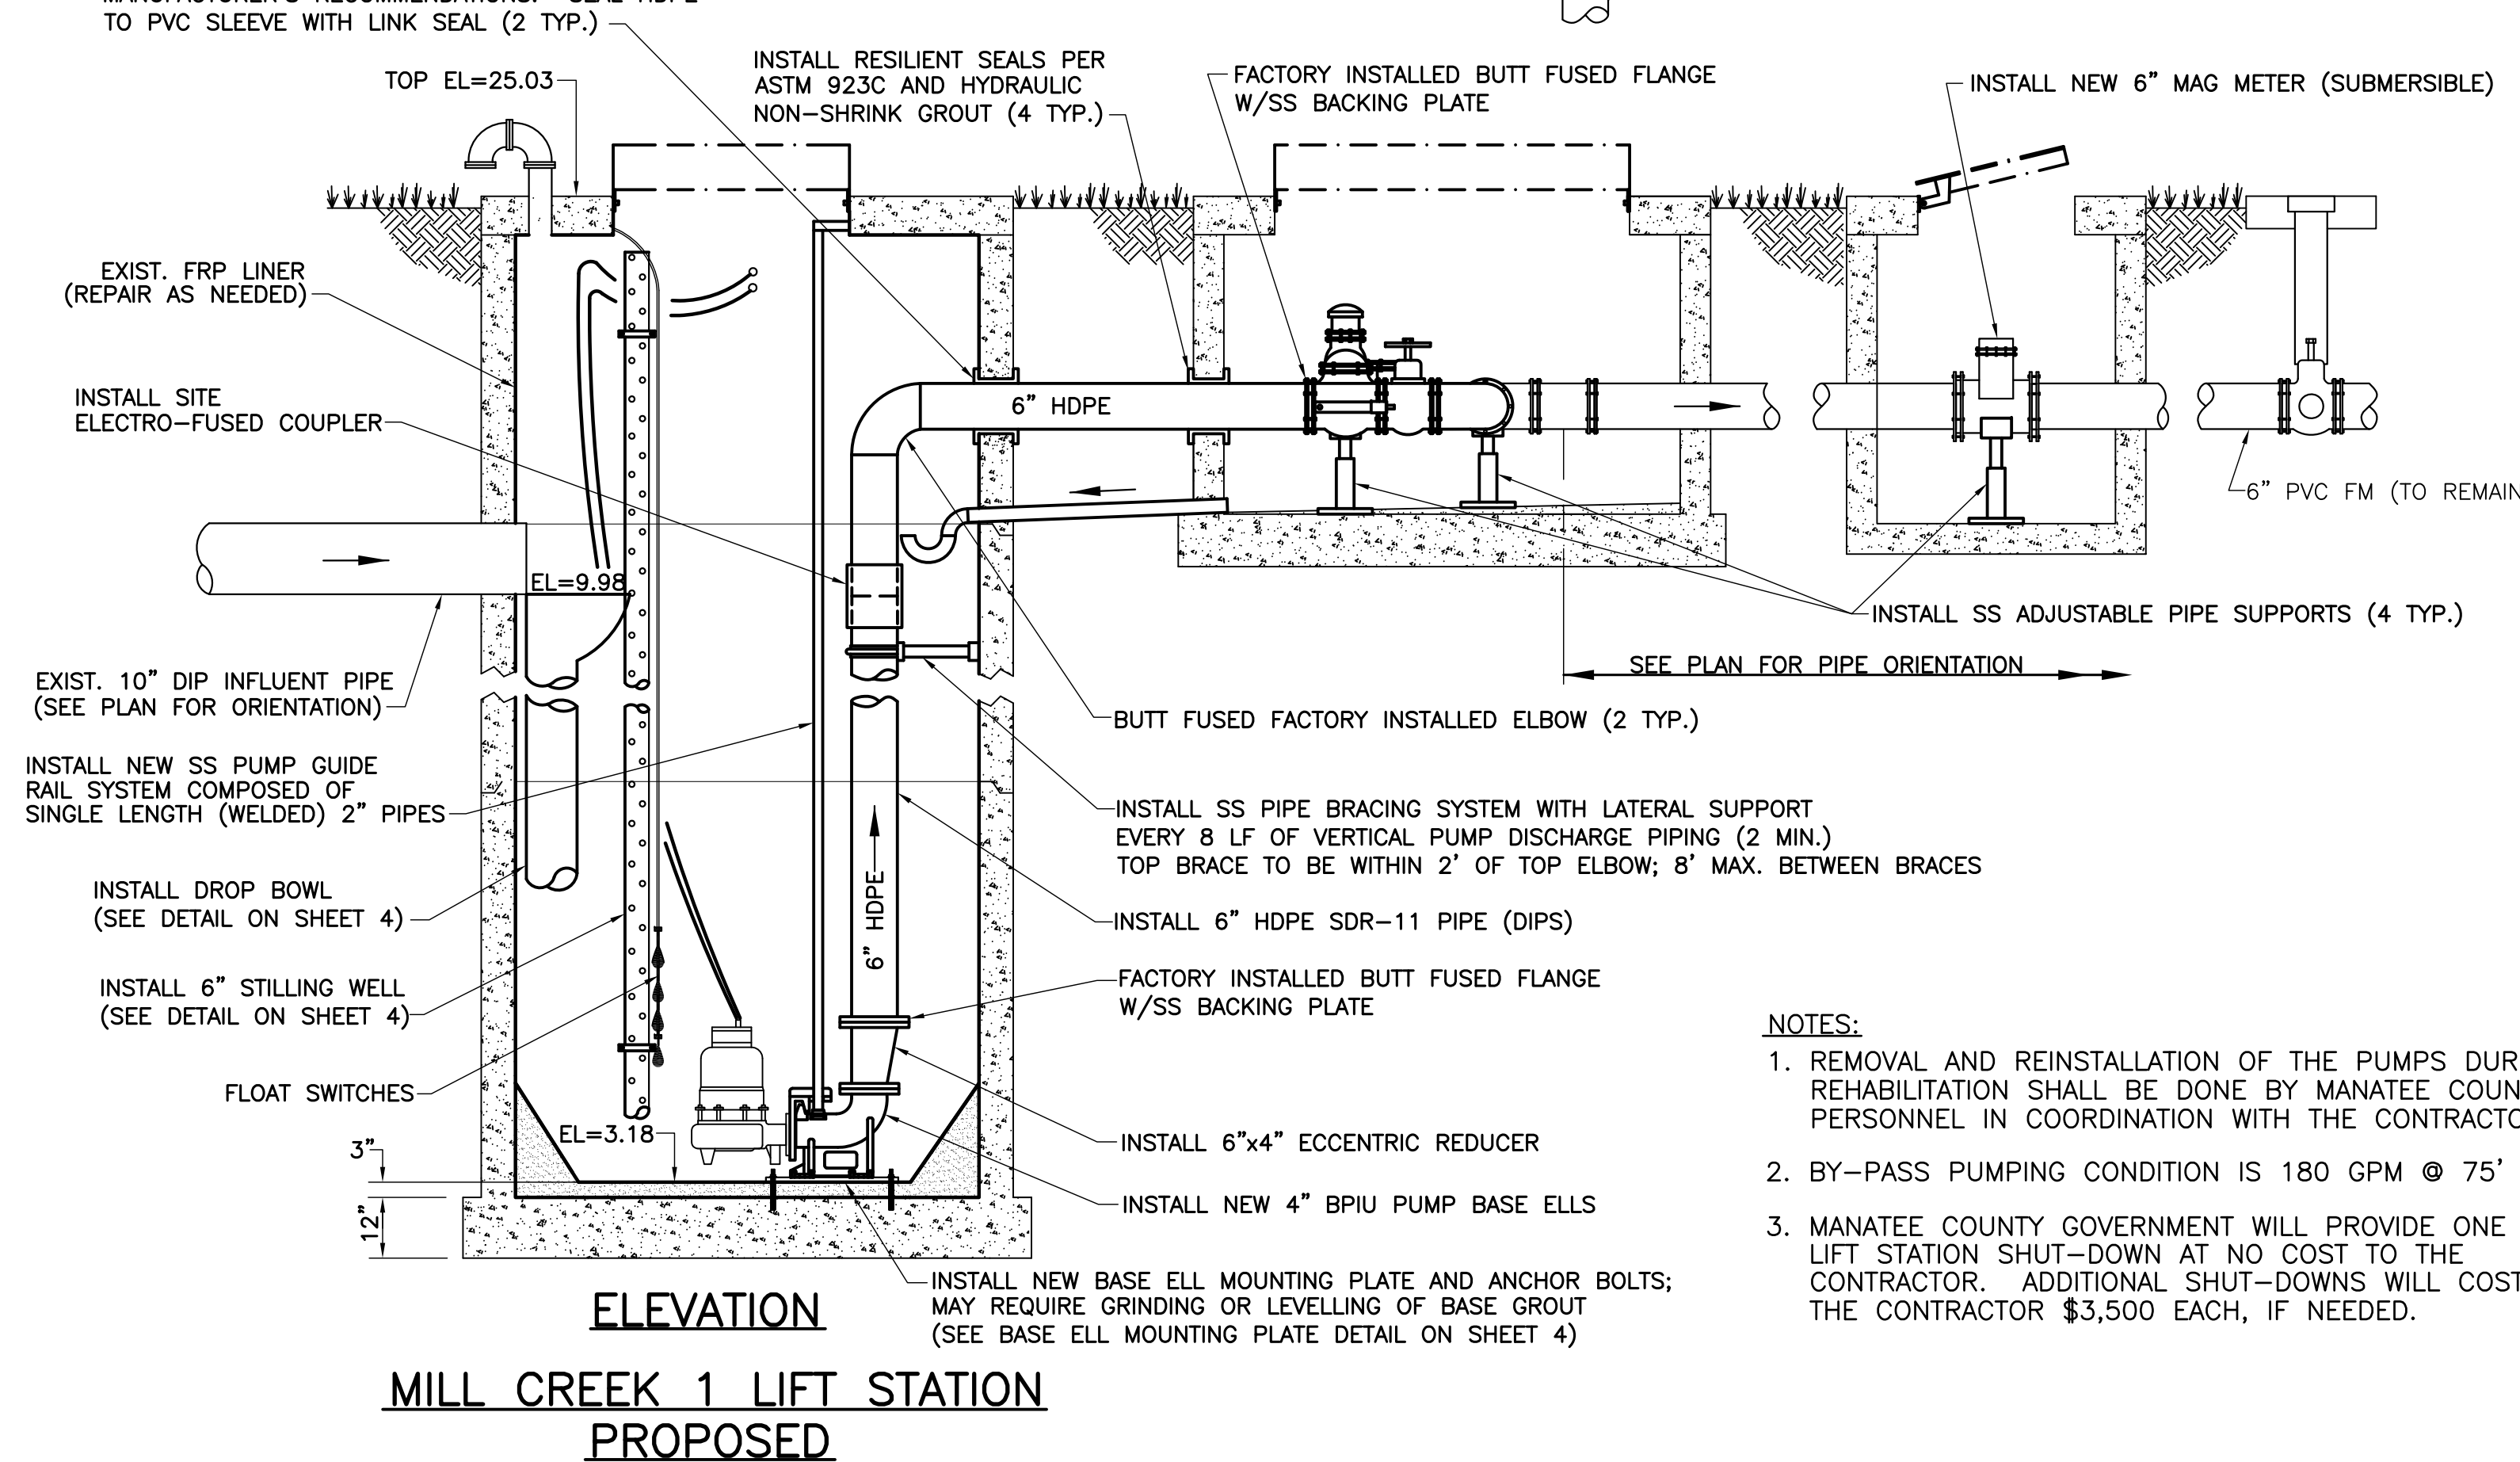 TO PVC SLEEVE WITH LINK SEAL (2 TYP.)
TOP EL=25.03
INSTALL RESILIENT SEALS PER
ASTM 923C AND HYDRAULIC
NON-SHRINK GROUT (4 TYP.)
FACTORY INSTALLED BUTT FUSED FLANGE
W/SS BACKING PLATE
INSTALL NEW 6" MAG METER (SUBMERSIBLE)
EXIST. FRP LINER
(REPAIR AS NEEDED)
INSTALL SITE
ELECTRO-FUSED COUPLER
6" HDPE
6" PVC FM (TO REMAIN
EL=9.98
INSTALL SS ADJUSTABLE PIPE SUPPORTS (4 TYP.)
SEE PLAN FOR PIPE ORIENTATION
EXIST. 10" DIP INFLUENT PIPE
(SEE PLAN FOR ORIENTATION)
BUTT FUSED FACTORY INSTALLED ELBOW (2 TYP.)
INSTALL NEW SS PUMP GUIDE
RAIL SYSTEM COMPOSED OF
SINGLE LENGTH (WELDED) 2" PIPES
INSTALL SS PIPE BRACING SYSTEM WITH LATERAL SUPPORT
EVERY 8 LF OF VERTICAL PUMP DISCHARGE PIPING (2 MIN.)
TOP BRACE TO BE WITHIN 2' OF TOP ELBOW; 8' MAX. BETWEEN BRACES
INSTALL DROP BOWL
(SEE DETAIL ON SHEET 4)
6" HDPE
INSTALL 6" HDPE SDR-11 PIPE (DIPS)
INSTALL 6" STILLING WELL
(SEE DETAIL ON SHEET 4)
FACTORY INSTALLED BUTT FUSED FLANGE
W/SS BACKING PLATE
FLOAT SWITCHES
EL=3.18
3"
12"
INSTALL 6"x4" ECCENTRIC REDUCER
INSTALL NEW 4" BPIU PUMP BASE ELLS
INSTALL NEW BASE ELL MOUNTING PLATE AND ANCHOR BOLTS;
MAY REQUIRE GRINDING OR LEVELLING OF BASE GROUT
(SEE BASE ELL MOUNTING PLATE DETAIL ON SHEET 4)
NOTES:
1. REMOVAL AND REINSTALLATION OF THE PUMPS DUR
REHABILITATION SHALL BE DONE BY MANATEE COUN
PERSONNEL IN COORDINATION WITH THE CONTRACTO
2. BY-PASS PUMPING CONDITION IS 180 GPM @ 75'
3. MANATEE COUNTY GOVERNMENT WILL PROVIDE ONE
LIFT STATION SHUT-DOWN AT NO COST TO THE
CONTRACTOR. ADDITIONAL SHUT-DOWNS WILL COST
THE CONTRACTOR $3,500 EACH, IF NEEDED.
ELEVATION
MILL CREEK 1 LIFT STATION
PROPOSED